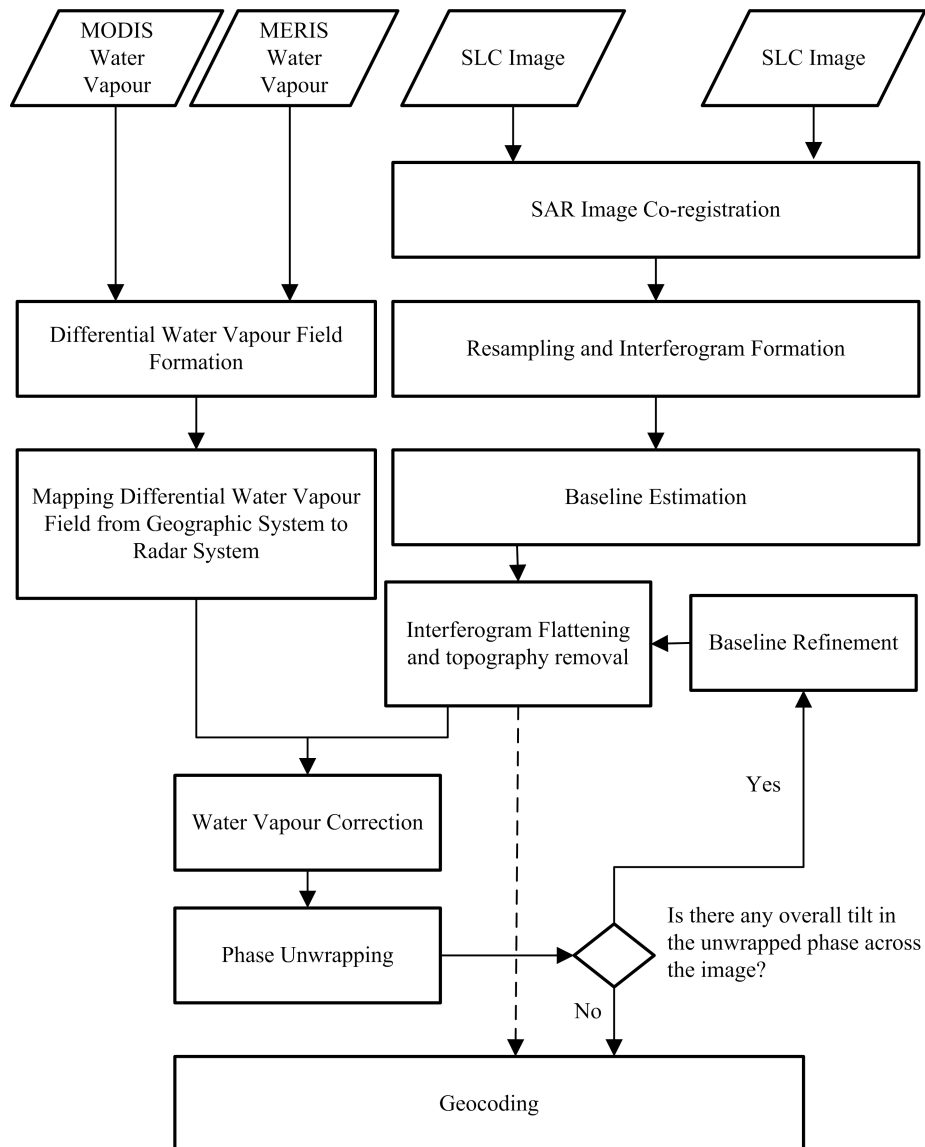 MODIS
Water
Vapour
MERIS
Water
Vapour
SLC Image
SLC Image
SAR Image Co-registration
Differential Water Vapour Field
Formation
Resampling and Interferogram Formation
Mapping Differential Water Vapour
Field from Geographic System to
Radar System
Baseline Estimation
Interferogram Flattening
and topography removal
Baseline Refinement
Yes
Water Vapour Correction
Phase Unwrapping
Is there any overall tilt in
the unwrapped phase across
the image?
No
Geocoding